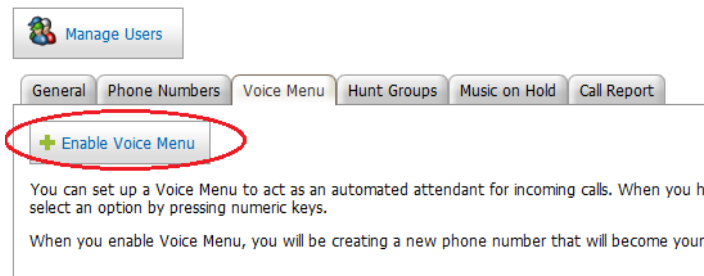 Manage Users
General Phone Numbers Voice Menu Hunt Groups Music on Hold Call Report
Enable Voice Menu
You can set up a Voice Menu to act as an automated attendant for incoming calls. When you h
select an option by pressing numeric keys.
When you enable Voice Menu, you will be creating a new phone number that will become your